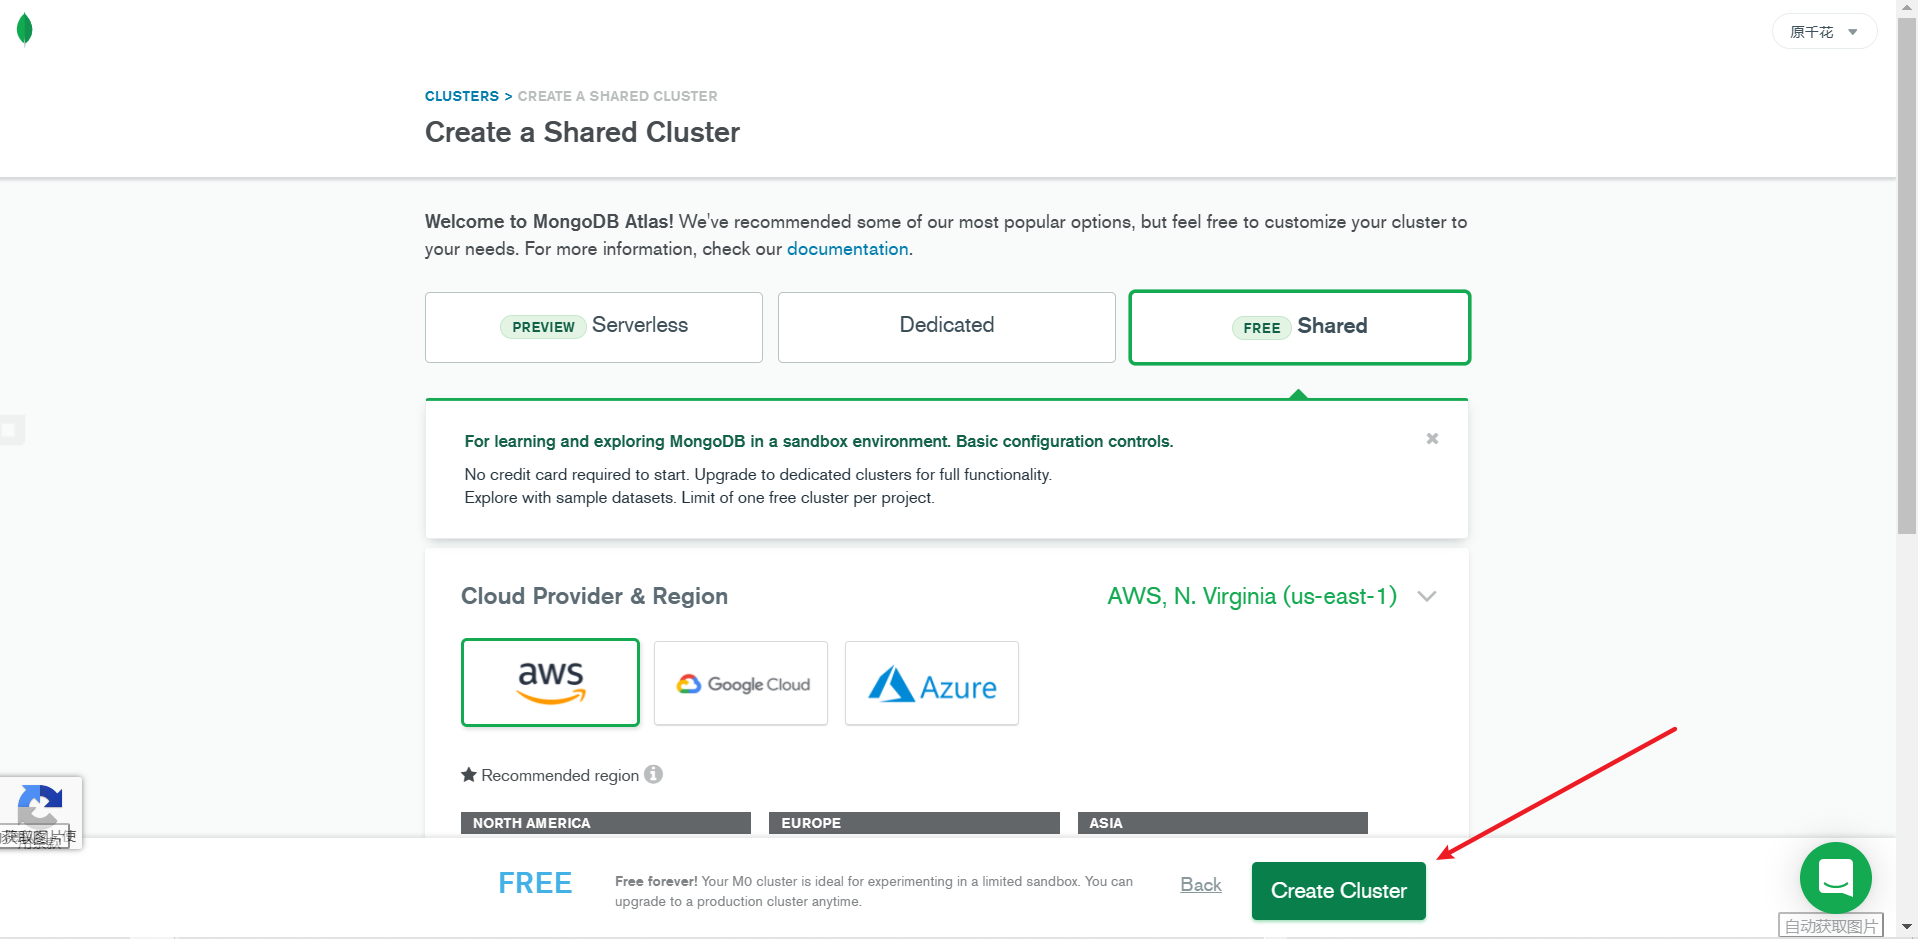 原千花
CLUSTERS > CREATE A SHARED CLUSTER
Create a Shared Cluster
Welcome to MongoDB Atlas! We've recommended some of our most popular options, but feel free to customize your cluster to
your needs. For more information, check our documentation.
PREVIEW Serverless
Dedicated
FREE Shared
For learning and exploring MongoDB in a sandbox environment. Basic configuration controls.
No credit card required to start. Upgrade to dedicated clusters for full functionality.
Explore with sample datasets. Limit of one free cluster per project.
Cloud Provider & Region
AWS, N. Virginia (us-east-1)
aws
Google Cloud
Azure
Recommended region
NORTH AMERICA
EUROPE
ASIA
FREE
Free forever! Your M0 cluster is ideal for experimenting in a limited sandbox. You can
upgrade to a production cluster anytime.
Back
Create Cluster
自动获取图片